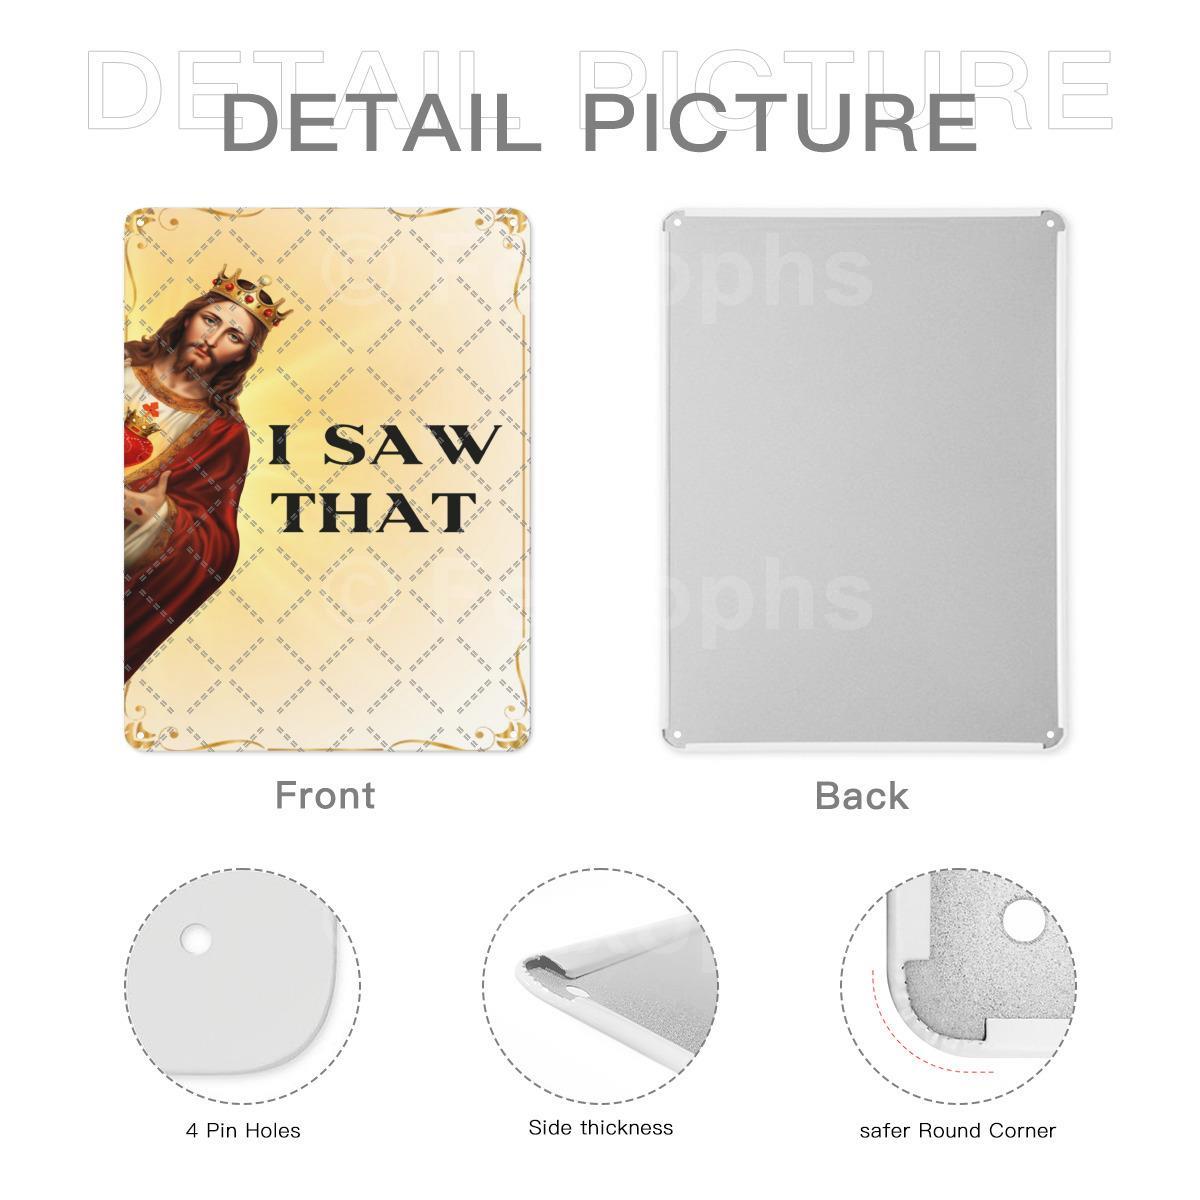 DETAIL PICTURE
DETAIL PICTURE
I SAW
THAT
Front
Back
4 Pin Holes
Side thickness
safer Round Corner